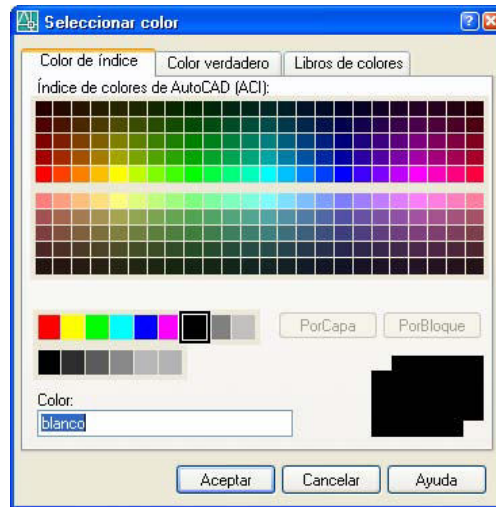 Seleccionar color
Color de índice
Color verdadero
Libros de colores
Índice de colores de AutoCAD (ACI):
PorCapa
PorBloque
Color:
blanco
Aceptar
Cancelar
Ayuda